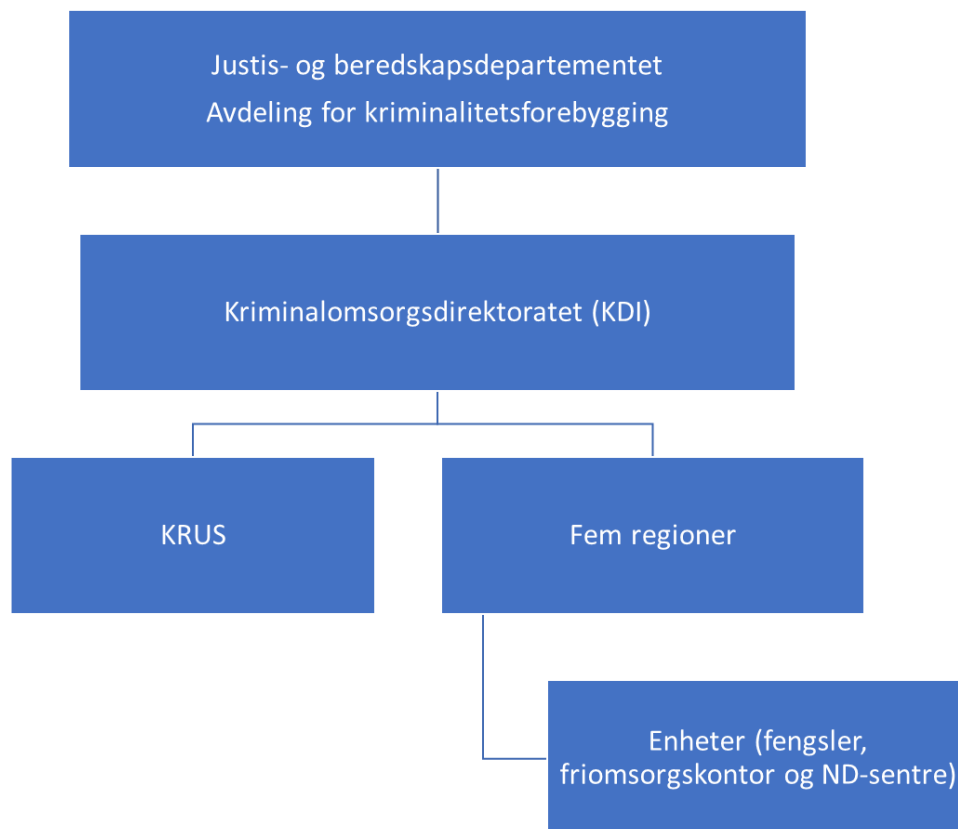 Justis- og beredskapsdepartementet
Avdeling for kriminalitetsforebygging
Kriminalomsorgsdirektoratet (KDI)
KRUS
Fem regioner
Enheter (fengsler,
friomsorgskontor og ND-sentre)